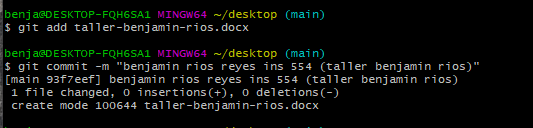 benja@DESKTOP-FQH6SA1 MINGW64 ~/desktop (main)
$ git add taller-benjamin-rios.docx
benja@DESKTOP-FQH6SA1 MINGW64 ~/desktop (main)
$ git commit -m "benjamin rios reyes ins 554 (taller benjamin rios)"
[main 93f7eef] benjamin rios reyes ins 554 (taller benjamin rios)
1 file changed, 0 insertions(+), 0 deletions(-)
create mode 100644 taller-benjamin-rios.docx